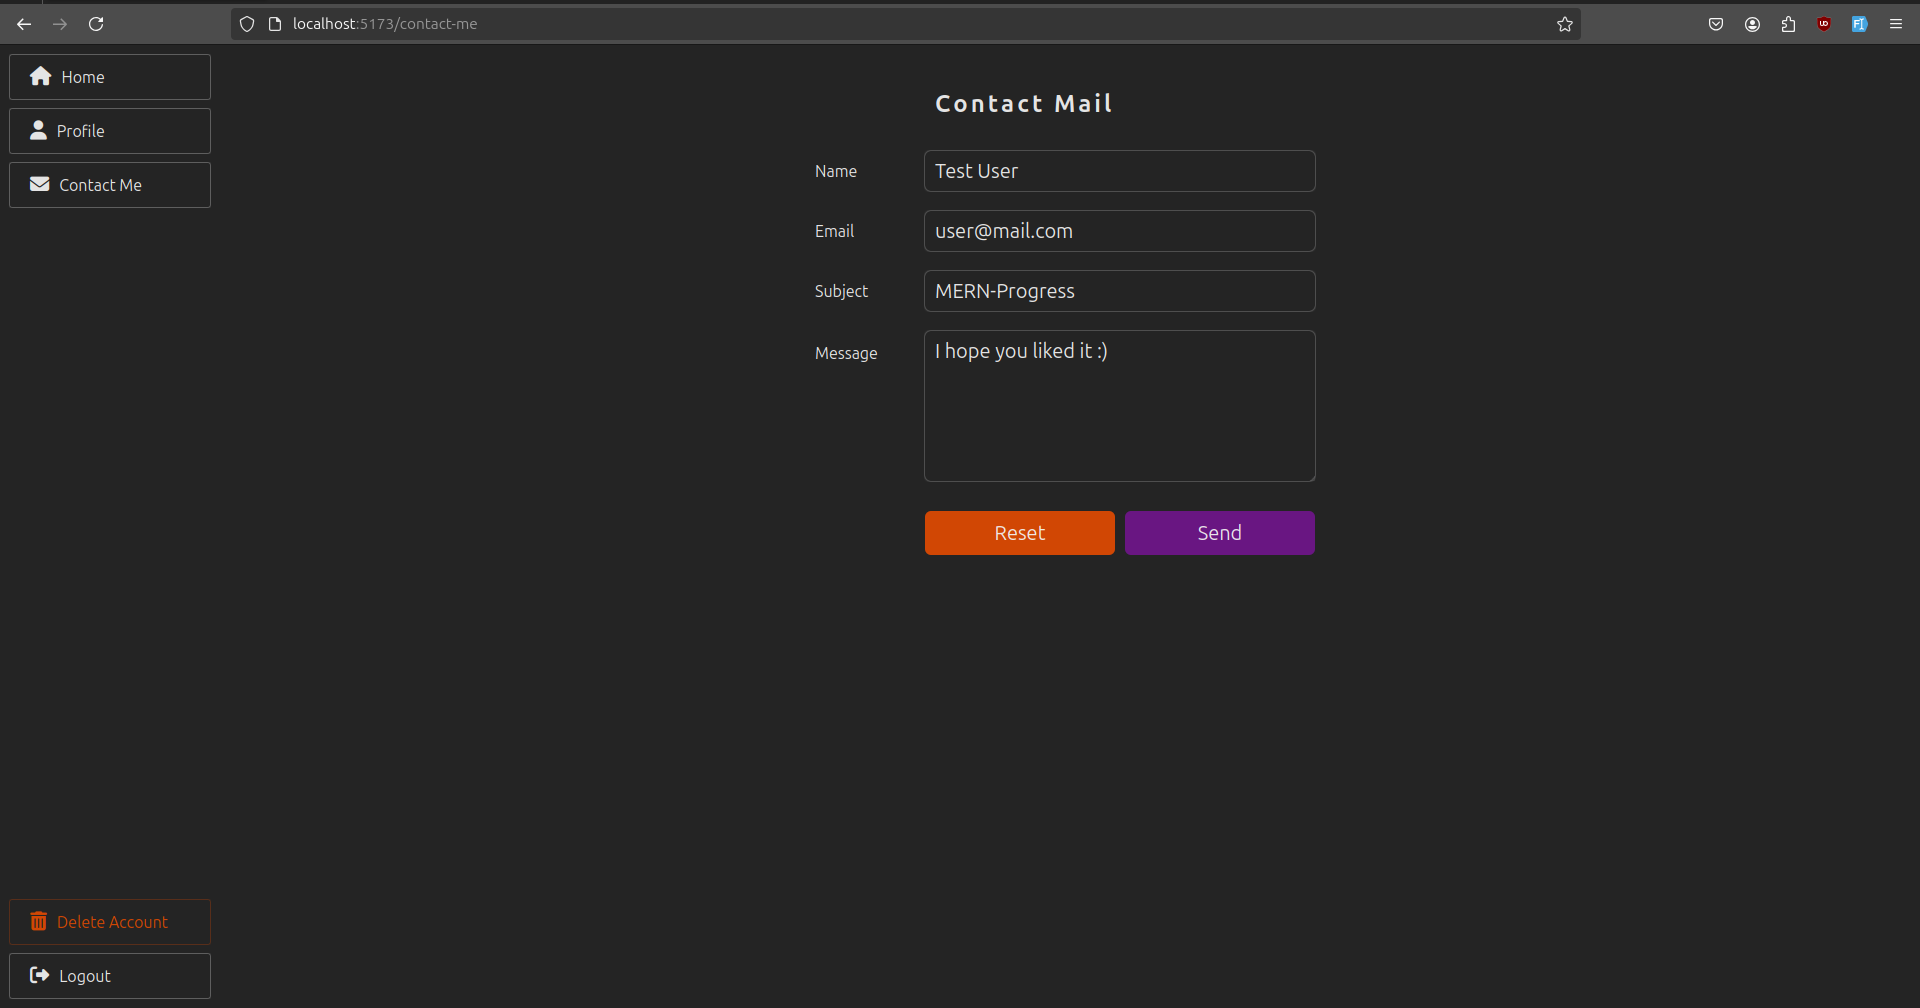 localhost:5173/contact-me
Home
Profile
Contact Me
Contact Mail
Name
Test User
Email
user@mail.com
Subject
MERN-Progress
Message
I hope you liked it :)
Reset
Send
Delete Account
Logout